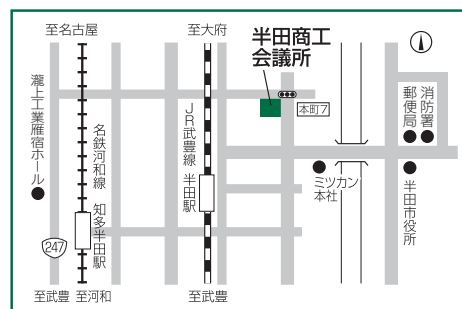 至名古屋
至大府
半田商工
会議所
本町7
瀧上工業雁宿ホール
名鉄河和線
知多半田駅
JR武豊線
半田駅
郵便局
消防署
ミツカン
本社
半田市役所
247
至武豊
至河和
至武豊